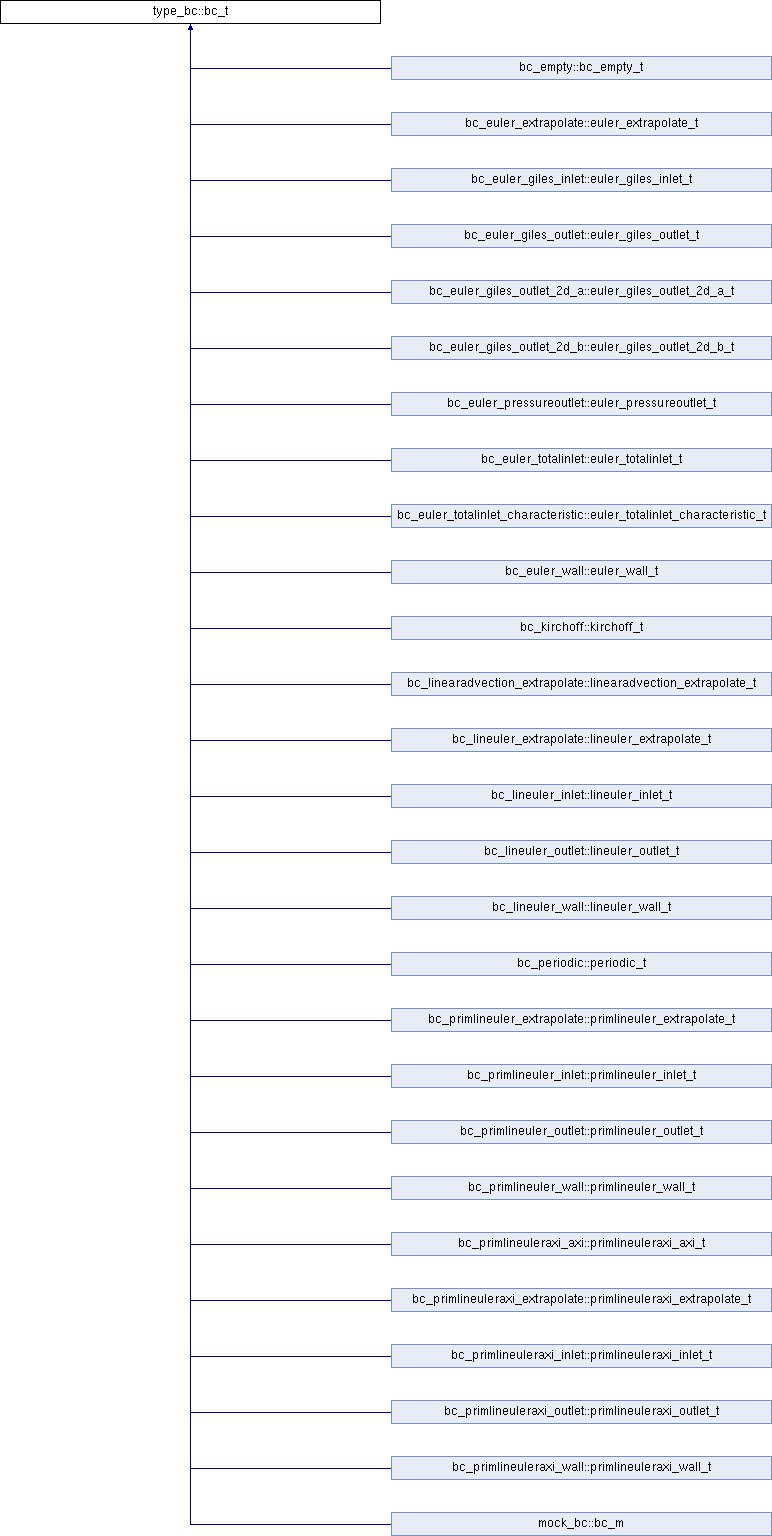 type_bc::bc_t
bc_empty::bc_empty_t
bc_euler_extrapolate::euler_extrapolate_t
bc_euler_giles_inlet::euler_giles_inlet_t
bc_euler_giles_outlet::euler_giles_outlet_t
bc_euler_giles_outlet_2d_a::euler_giles_outlet_2d_a_t
bc_euler_giles_outlet_2d_b::euler_giles_outlet_2d_b_t
bc_euler_pressureoutlet::euler_pressureoutlet_t
bc_euler_totalinlet::euler_totalinlet_t
bc_euler_totalinlet_characteristic::euler_totalinlet_characteristic_t
bc_euler_wall::euler_wall_t
bc_kirchoff::kirchoff_t
bc_linearadvection_extrapolate::linearadvection_extrapolate_t
bc_lineuler_extrapolate::lineuler_extrapolate_t
bc_lineuler_inlet::lineuler_inlet_t
bc_lineuler_outlet::lineuler_outlet_t
bc_lineuler_wall::lineuler_wall_t
bc_periodic::periodic_t
bc_primlineuler_extrapolate::primlineuler_extrapolate_t
bc_primlineuler_inlet::primlineuler_inlet_t
bc_primlineuler_outlet::primlineuler_outlet_t
bc_primlineuler_wall::primlineuler_wall_t
bc_primlineuleraxi_axi::primlineuleraxi_axi_t
bc_primlineuleraxi_extrapolate::primlineuleraxi_extrapolate_t
bc_primlineuleraxi_inlet::primlineuleraxi_inlet_t
bc_primlineuleraxi_outlet::primlineuleraxi_outlet_t
bc_primlineuleraxi_wall::primlineuleraxi_wall_t
mock_bc::bc_m